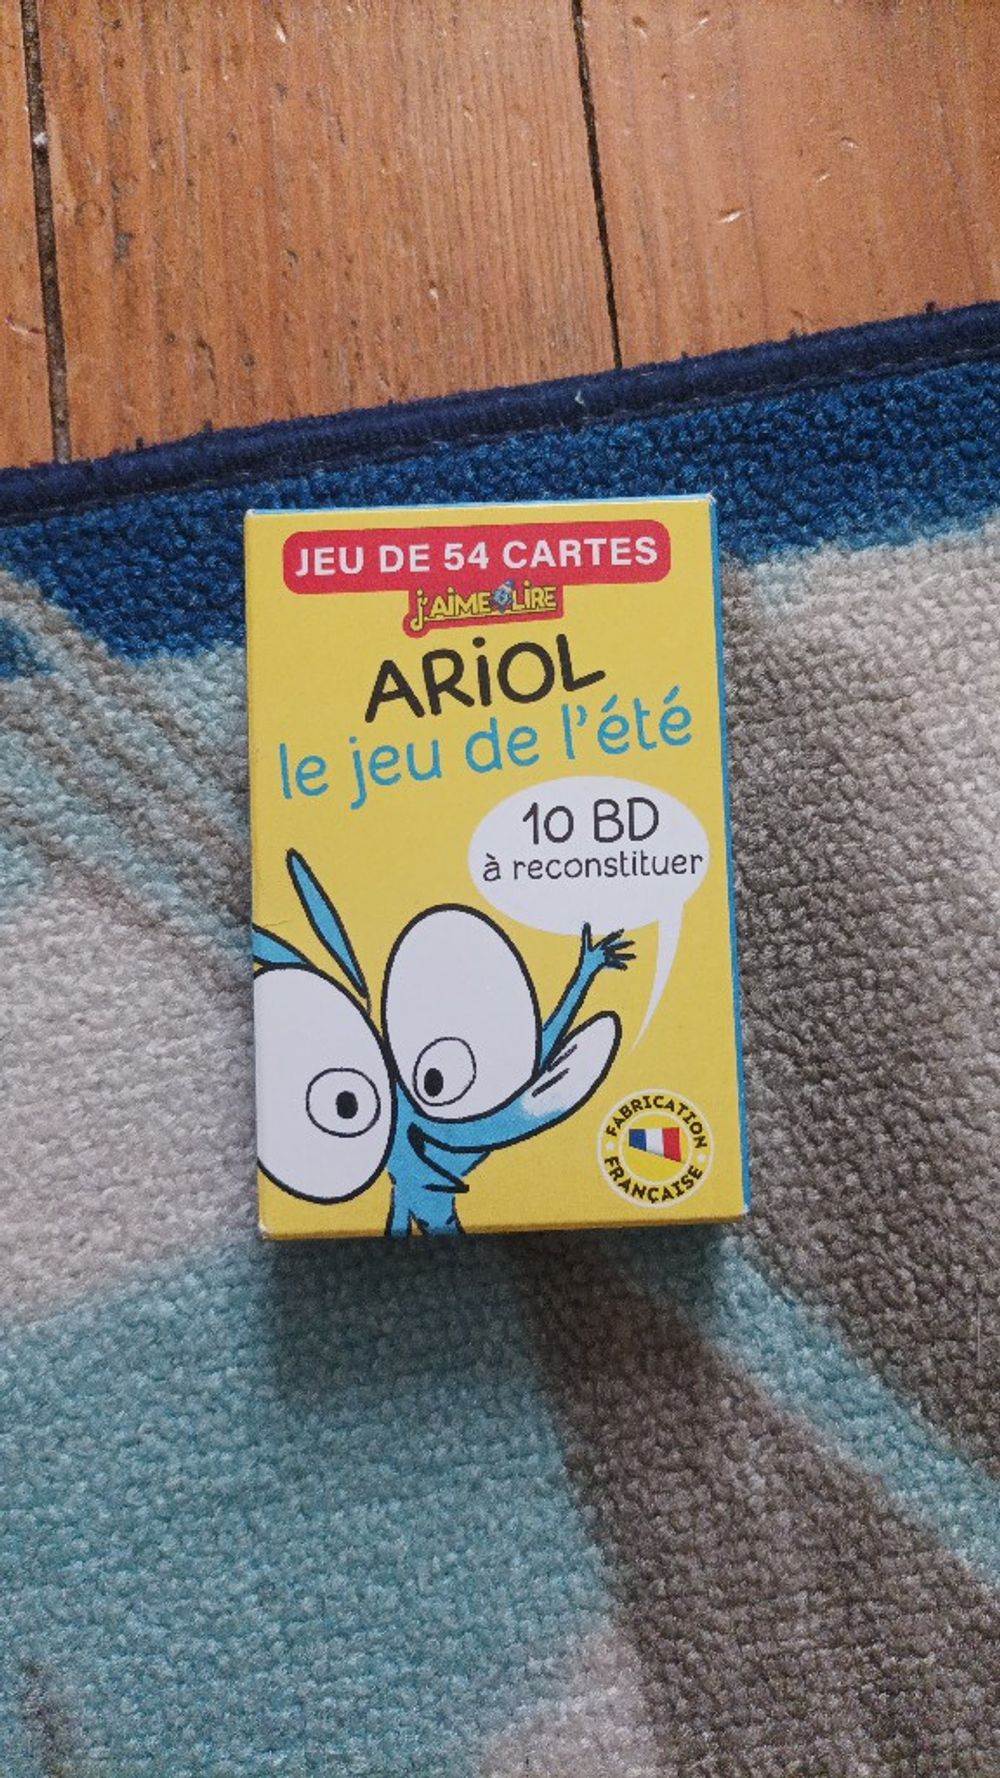 JEU DE 54 CARTES
j'AiME LiRE
ARiOL
le jeu de l'été
10 BD
à reconstituer
FABRICATION
FRANÇAISE